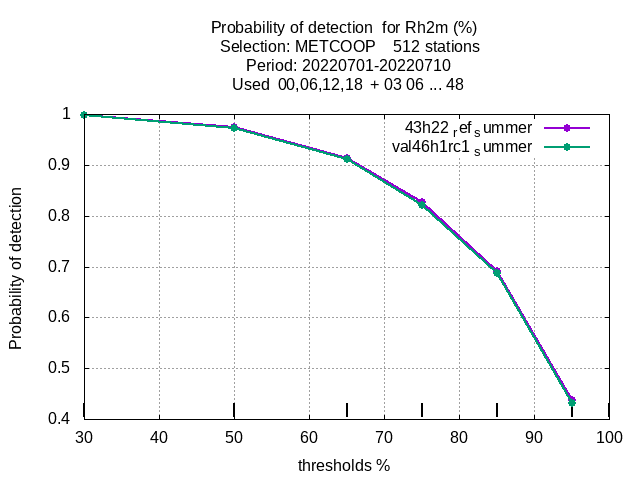 Probability of detection  for Rh2m (%)
Selection: METCOOP    512 stations
Period: 20220701-20220710
Used  00,06,12,18  + 03 06 ... 48
43h22 ref summer
val46h1rc1 summer
Probability of detection
1
0.9
0.8
0.7
0.6
0.5
0.4
30 40 50 60 70 80 90 100
thresholds %